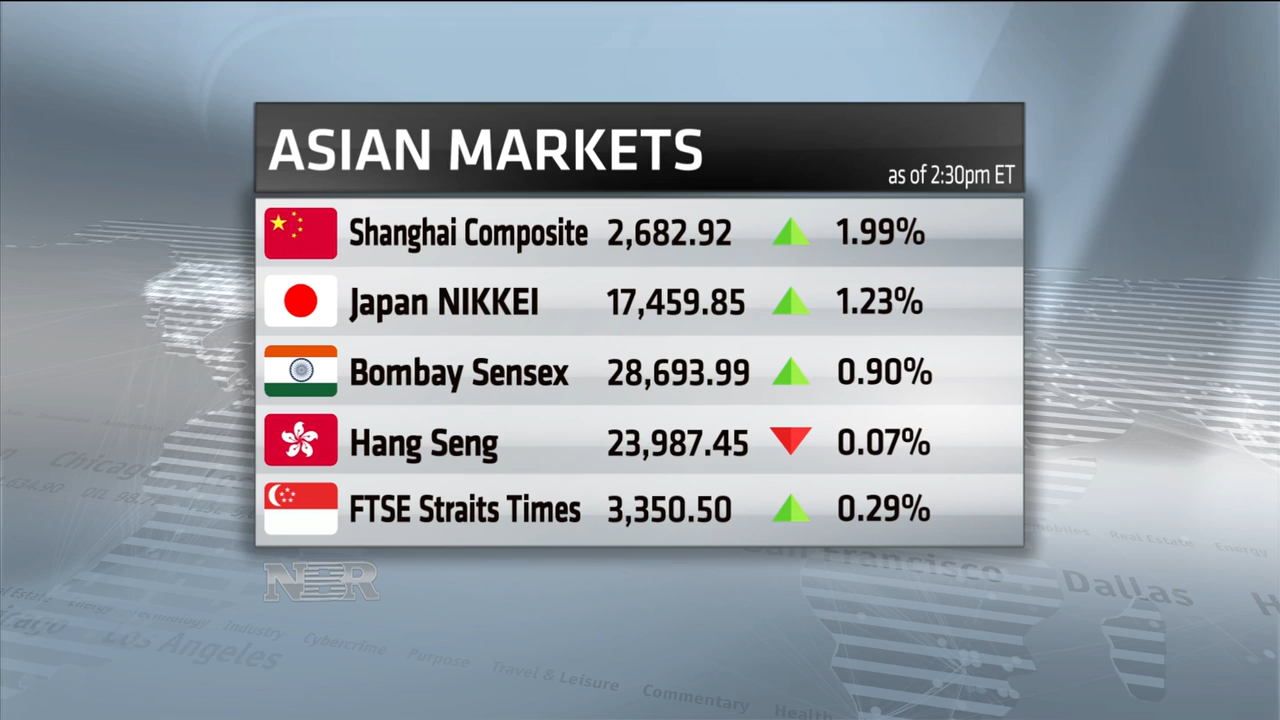 ASIAN MARKETS
as of 2:30pm ET
Shanghai Composite 2,682.92 1.99%
Japan NIKKEI 17,459.85 1.23%
Bombay Sensex 28,693.99 0.90%
Hang Seng 23,987.45 0.07%
FTSE Straits Times 3,350.50 0.29%
NBR
Chicago
San Francisco
Real Estate
Energy
Dallas
Los Angeles
Industry
Cybercrime
Purpose
Travel & Leisure
Commentary
Health